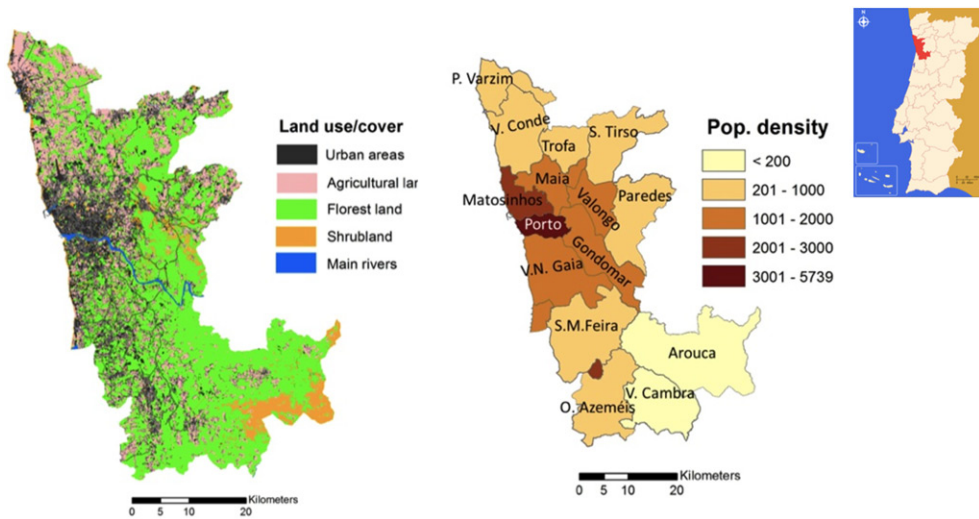 Land use/cover
Urban areas
Agricultural lar
Florest land
Shrubland
Main rivers
Kilometers
0 5 10 20
P. Varzim
V. Conde
Trofa
S. Tirso
Maia
Matosinhos
Valongo
Paredes
Porto
Gondomar
V.N. Gaia
S.M.Feira
Arouca
V. Cambra
O. Azeméis
Pop. density
< 200
201 - 1000
1001 - 2000
2001 - 3000
3001 - 5739
Kilometers
0 5 10 20
N